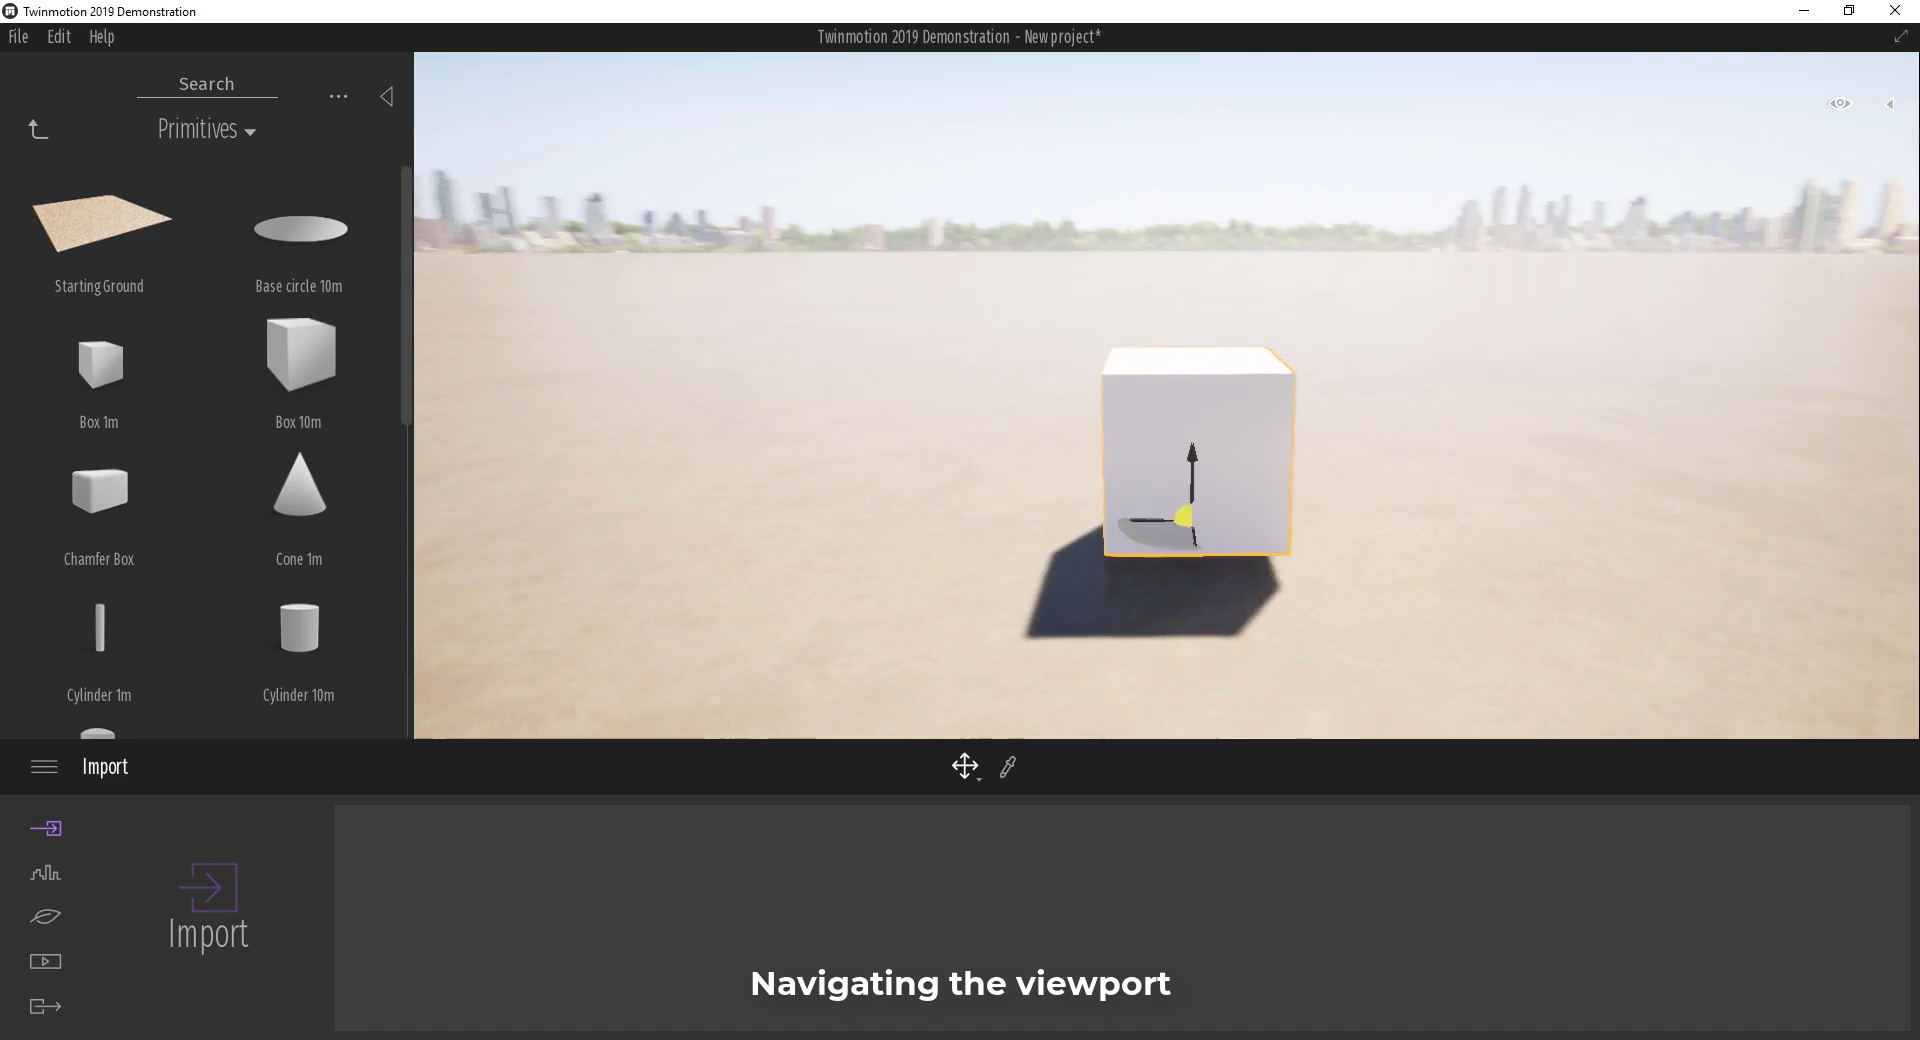 Twinmotion 2019 Demonstration
File Edit Help
Twinmotion 2019 Demonstration - New project*
Search
Primitives
Starting Ground
Base circle 10m
Box 1m
Box 10m
Chamfer Box
Cone 1m
Cylinder 1m
Cylinder 10m
Import
Import
Navigating the viewport